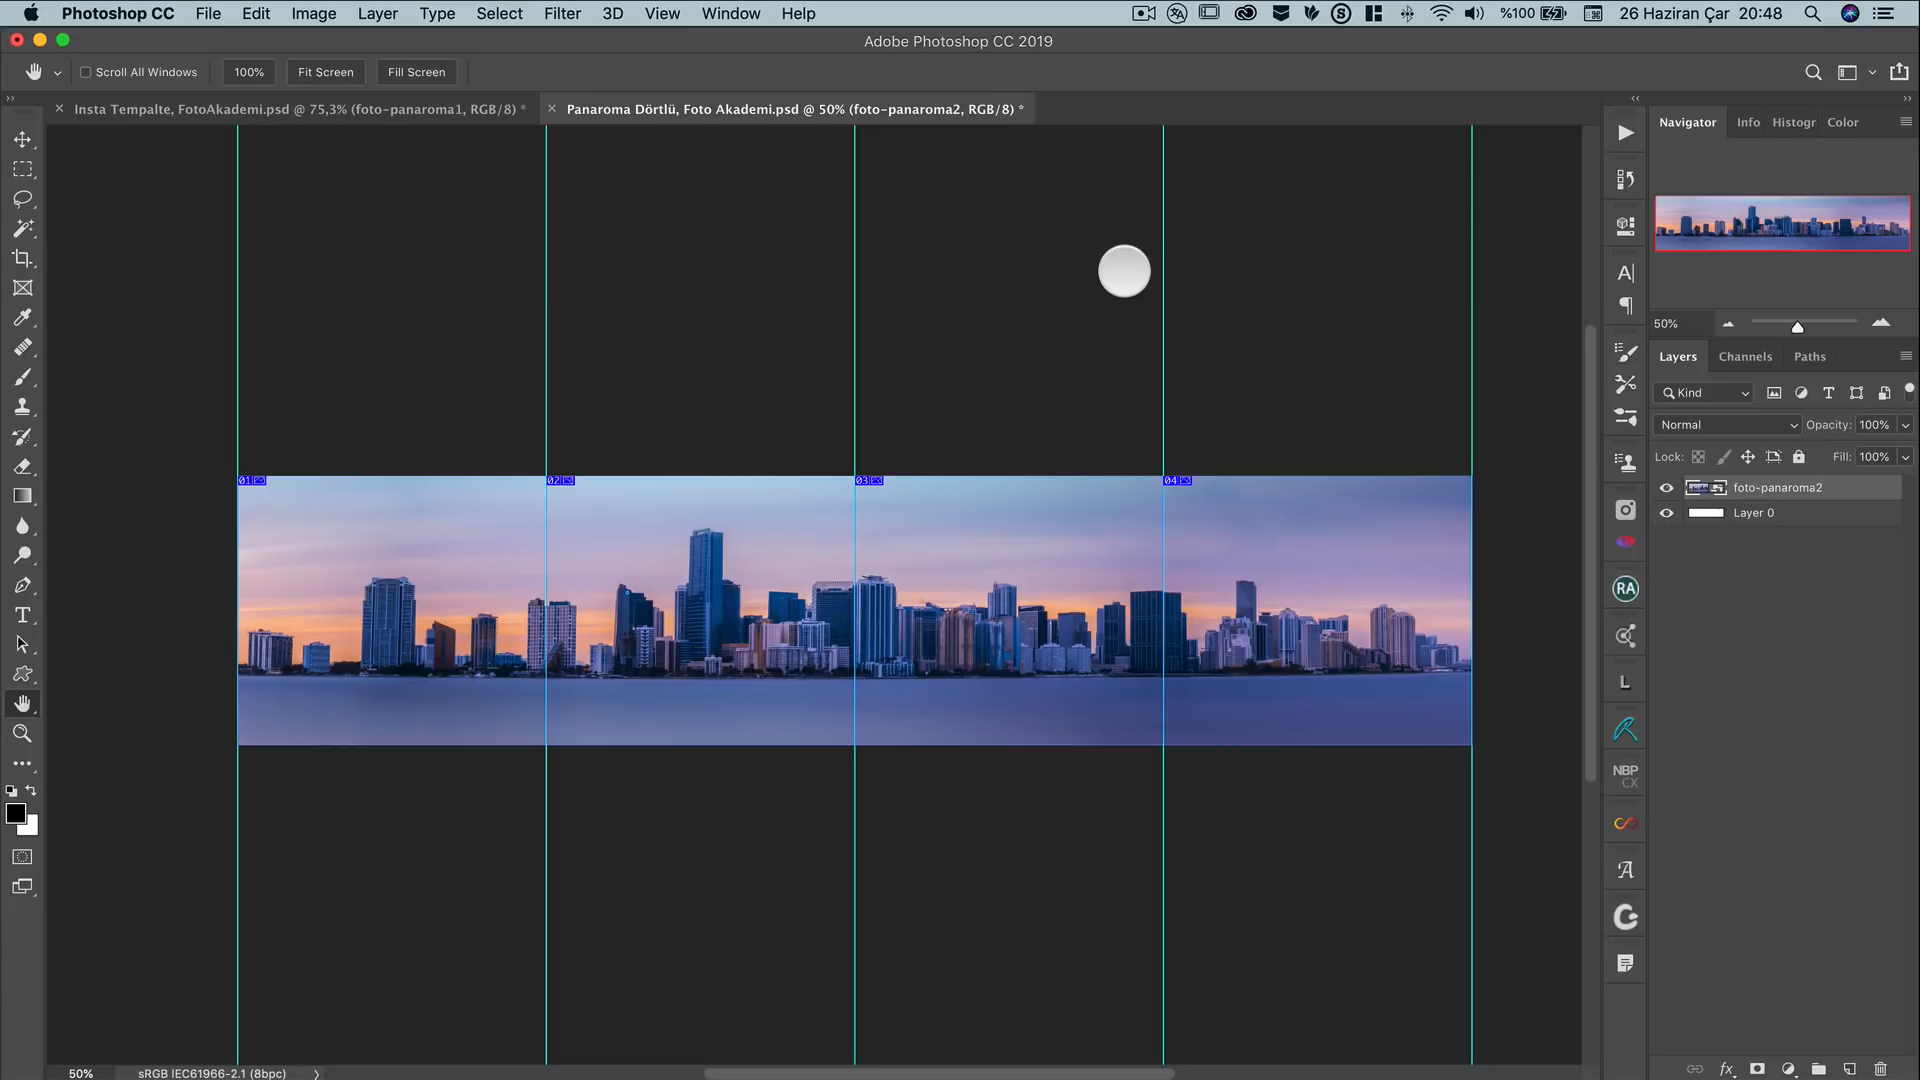 Photoshop CC File Edit Image Layer Type Select Filter 3D View Window Help %100 26 Haziran Çar 20:48
Adobe Photoshop CC 2019
Scroll All Windows 100% Fit Screen Fill Screen
Insta Tempalte, FotoAkademi.psd @ 75,3% (foto-panaroma1, RGB/8) *
Panaroma Dörtlü, Foto Akademi.psd @ 50% (foto-panaroma2, RGB/8) *
Navigator Info Histogr Color
50%
Layers Channels Paths
Kind
Normal Opacity: 100%
Lock: Fill: 100%
foto-panaroma2
Layer 0
01 02 03 04
RA
L
NBP
CX
50% sRGB IEC61966-2.1 (8bpc)